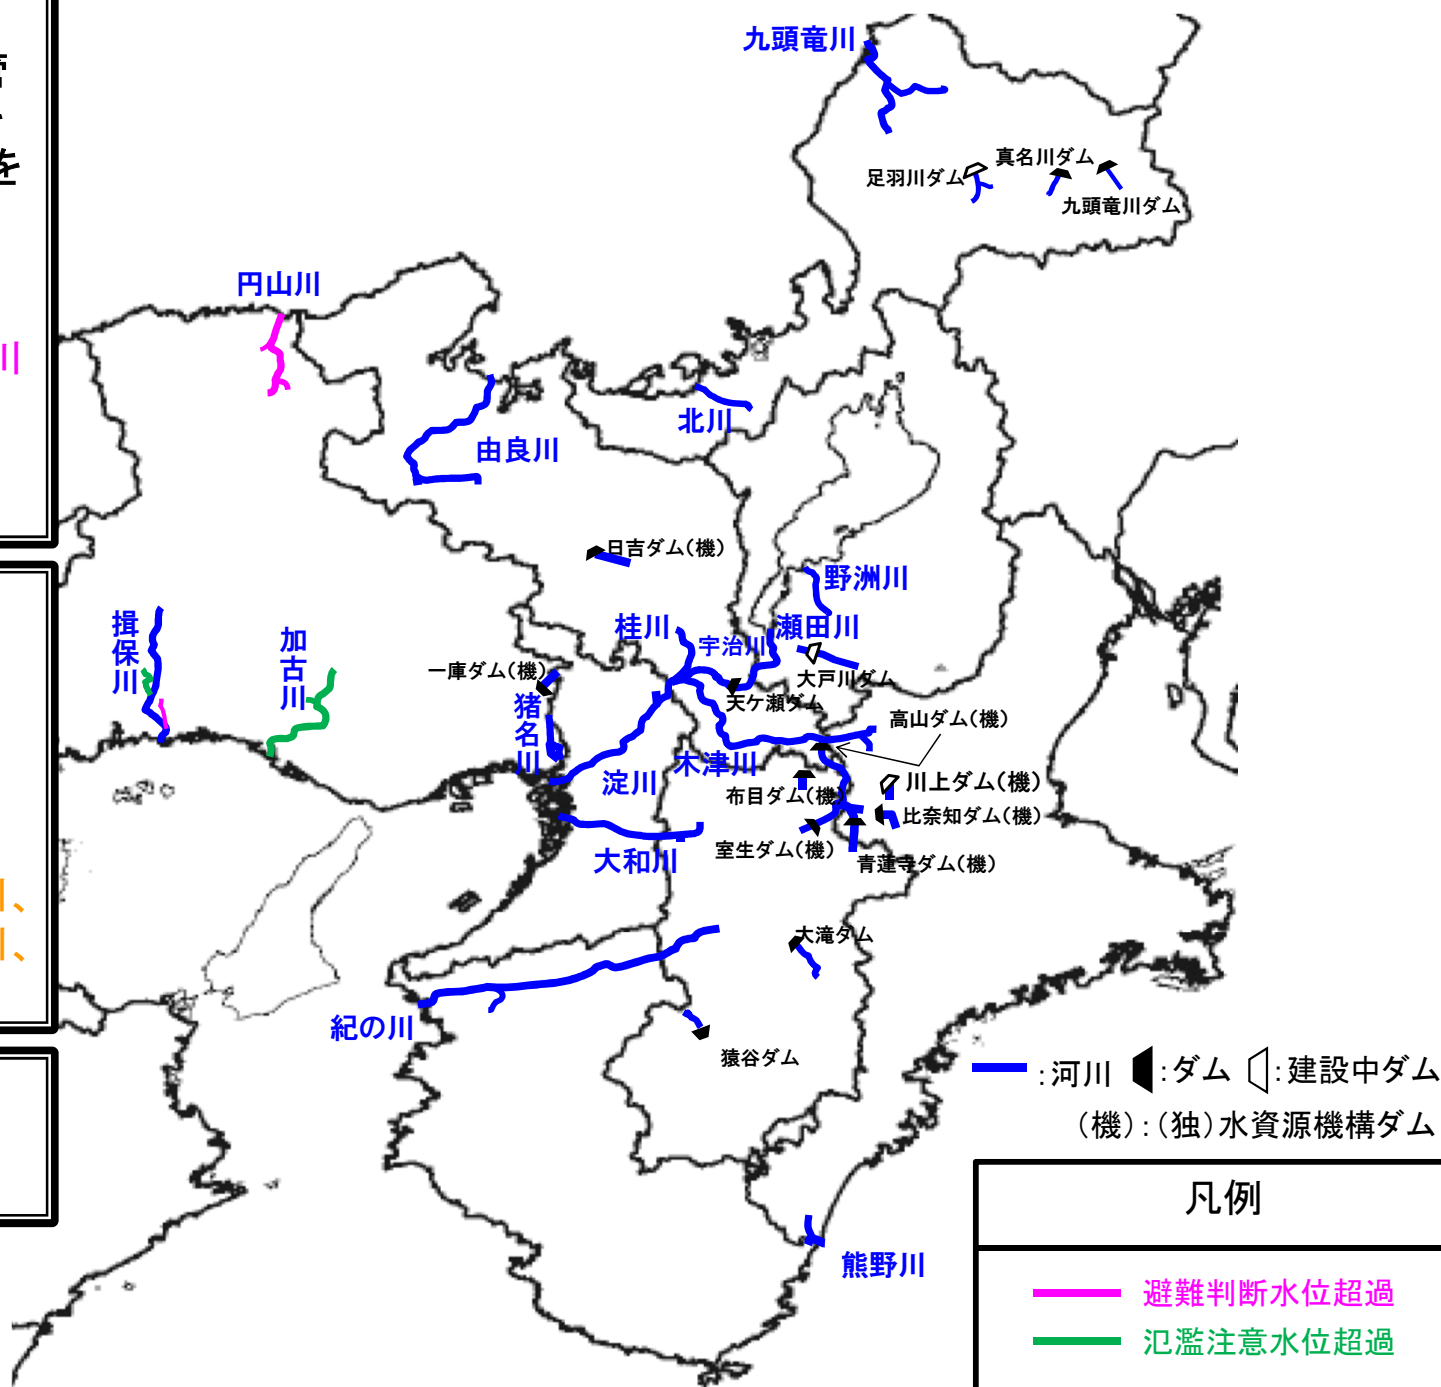 を
川
九頭竜川
真名川ダム
足羽川ダム
九頭竜川ダム
円山川
北川
由良川
日吉ダム(機)
野洲川
揖保川
加古川
桂川
宇治川
瀬田川
一庫ダム(機)
大戸川ダム
天ケ瀬ダム
猪名川
高山ダム(機)
木津川
淀川
川上ダム(機)
布目ダム(機)
比奈知ダム(機)
室生ダム(機)
大和川
青蓮寺ダム(機)
大滝ダム
紀の川
猿谷ダム
:河川 :ダム :建設中ダム
(機):(独)水資源機構ダム
凡例
熊野川
避難判断水位超過
氾濫注意水位超過